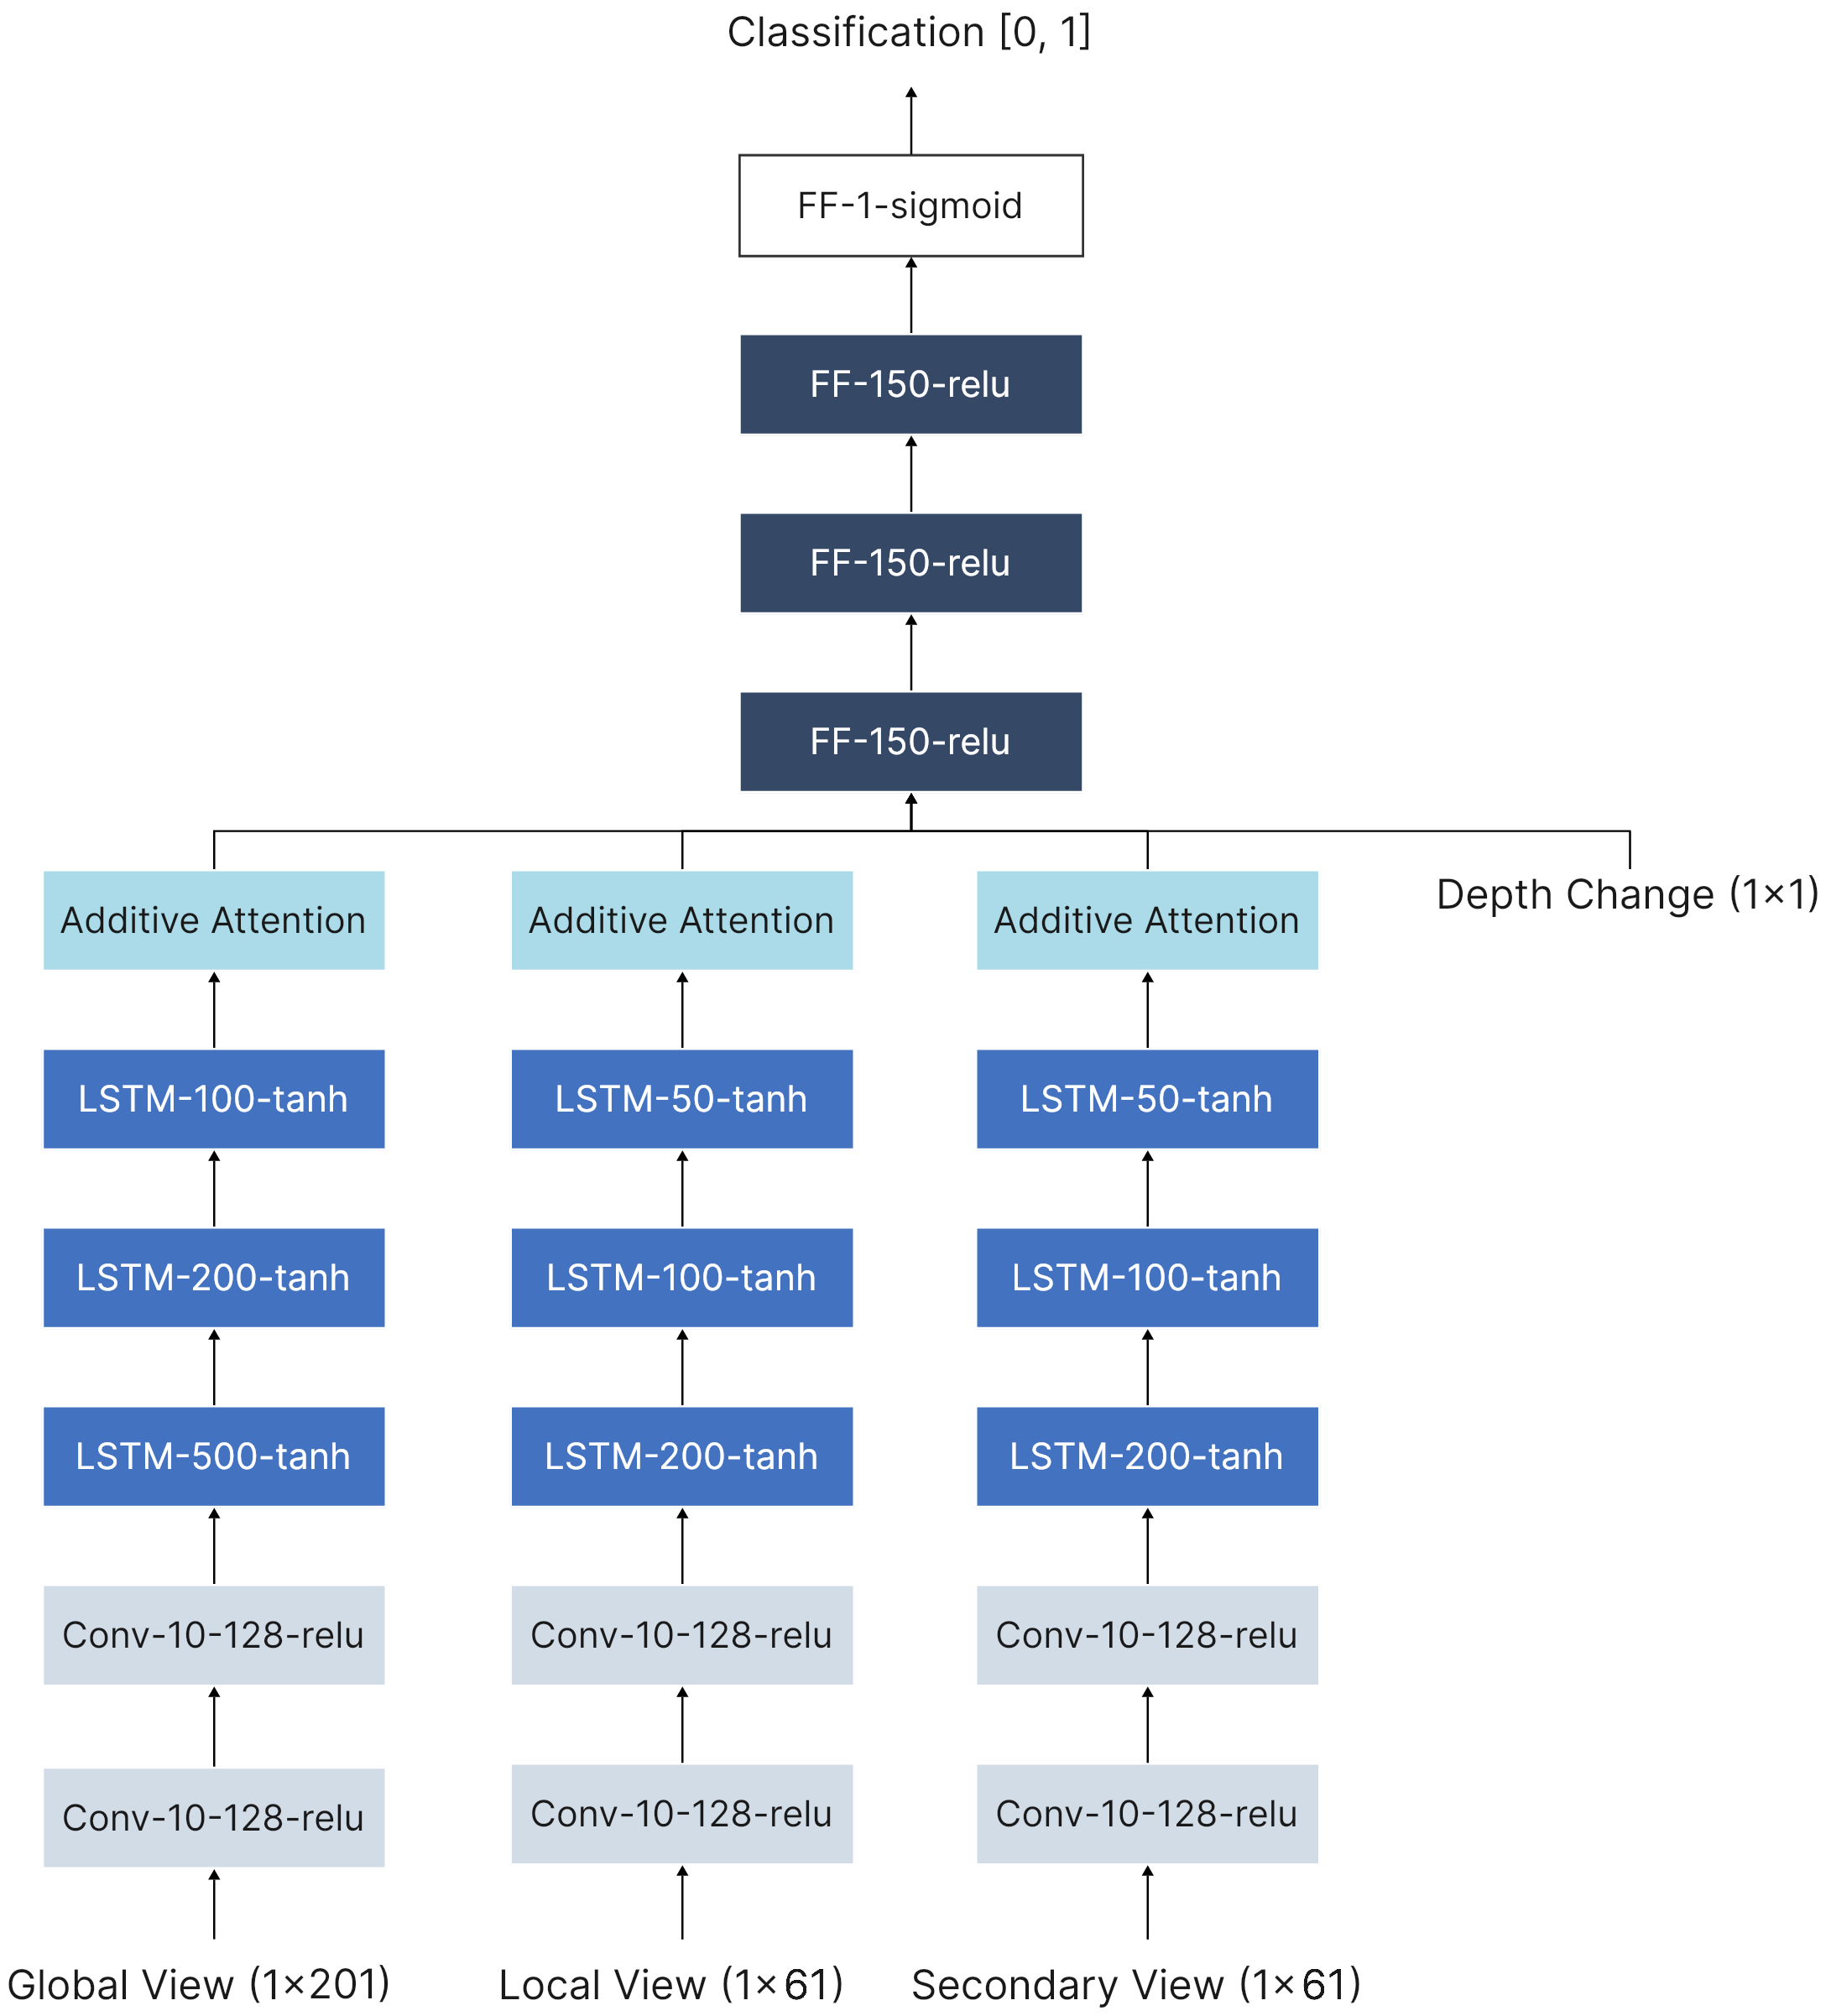 Classification [0, 1]
FF-1-sigmoid
FF-150-relu
FF-150-relu
FF-150-relu
Additive Attention
Additive Attention
Additive Attention
Depth Change (1×1)
LSTM-100-tanh
LSTM-50-tanh
LSTM-50-tanh
LSTM-200-tanh
LSTM-100-tanh
LSTM-100-tanh
LSTM-500-tanh
LSTM-200-tanh
LSTM-200-tanh
Conv-10-128-relu
Conv-10-128-relu
Conv-10-128-relu
Conv-10-128-relu
Conv-10-128-relu
Conv-10-128-relu
Global View (1×201)
Local View (1×61)
Secondary View (1×61)